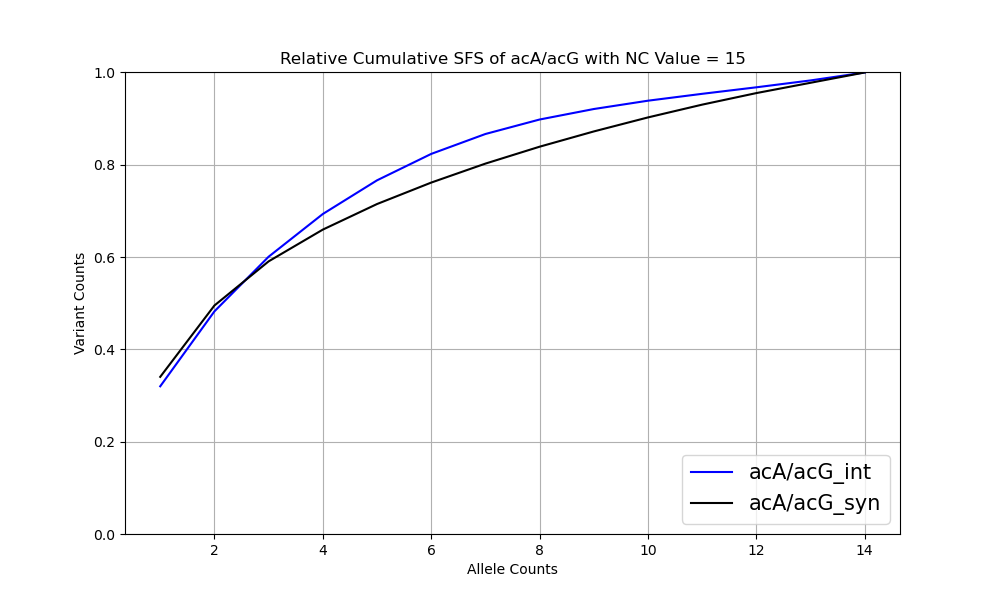 Relative Cumulative SFS of acA/acG with NC Value = 15
1.0
0.8
0.6
0.4
0.2
0.0
Variant Counts
2 4 6 8 10 12 14
Allele Counts
acA/acG_int
acA/acG_syn